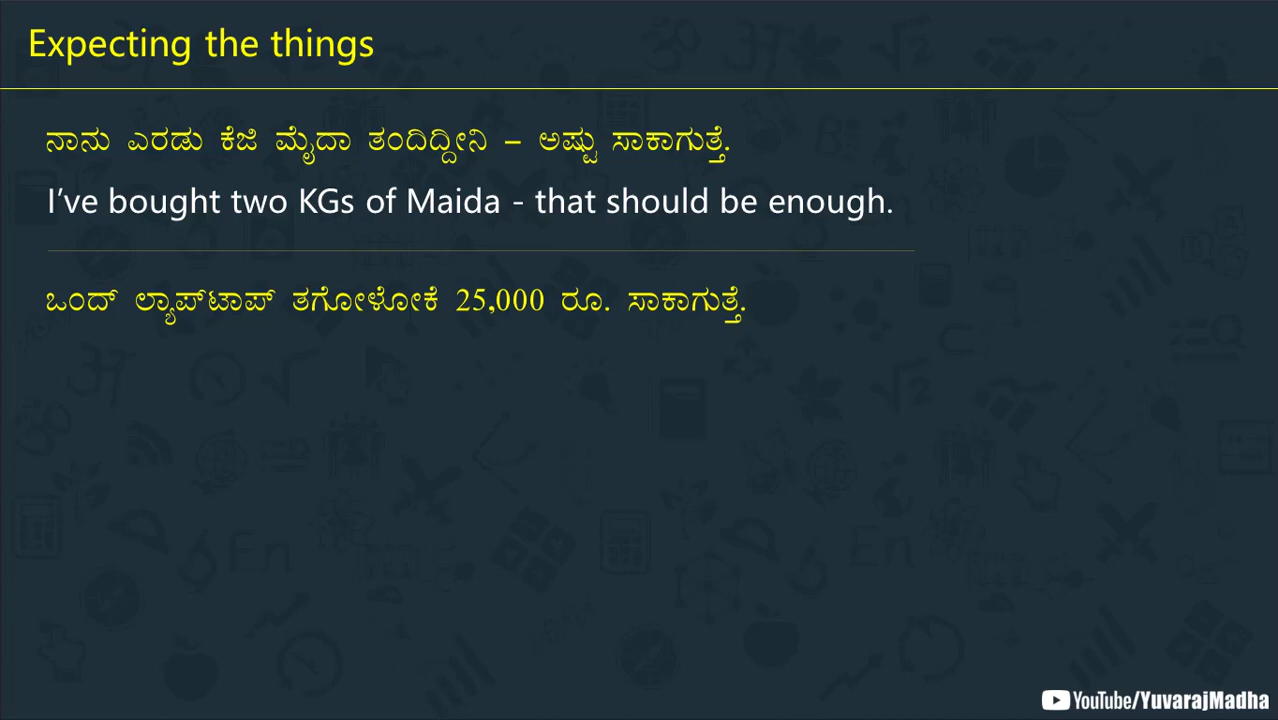 Expecting the things
ನಾನು ಎರಡು ಕೆಜಿ ಮೈದಾ ತಂದಿದ್ದೀನಿ – ಅಷ್ಟು ಸಾಕಾಗುತ್ತೆ.
I’ve bought two KGs of Maida - that should be enough.
ಒಂದ್ ಲ್ಯಾಪ್‌ಟಾಪ್ ತಗೋಳೋಕೆ 25,000 ರೂ. ಸಾಕಾಗುತ್ತೆ.
YouTube/YuvarajMadha